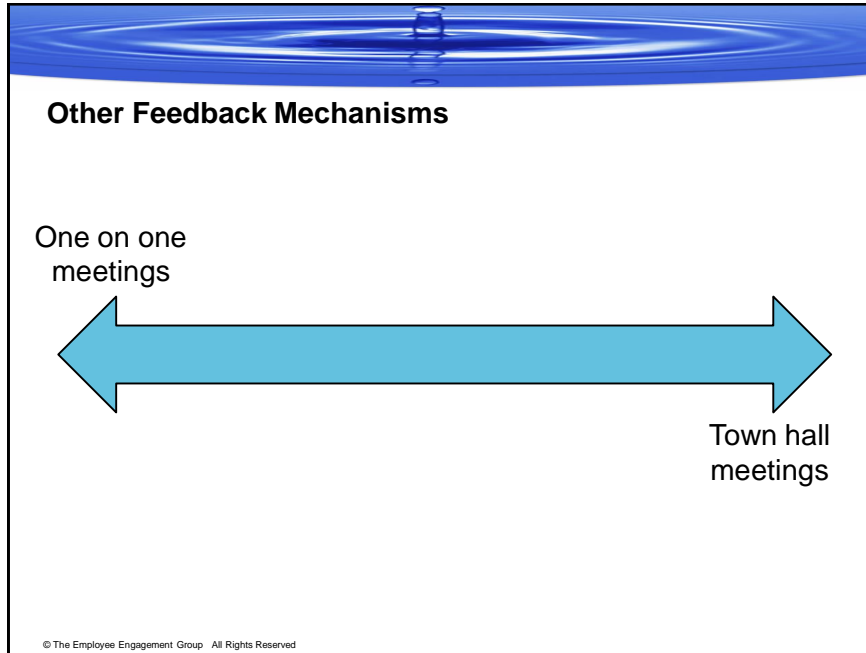 Other Feedback Mechanisms
One on one
meetings
Town hall
meetings
© The Employee Engagement Group All Rights Reserved